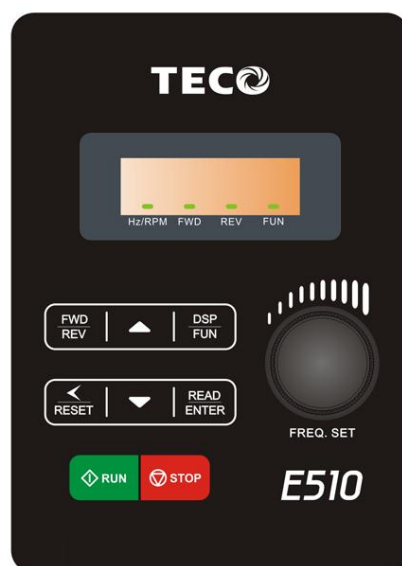 TECO
Hz/RPM FWD REV FUN
FWD
REV
DSP
FUN
RESET
READ
ENTER
FREQ. SET
RUN STOP
E510